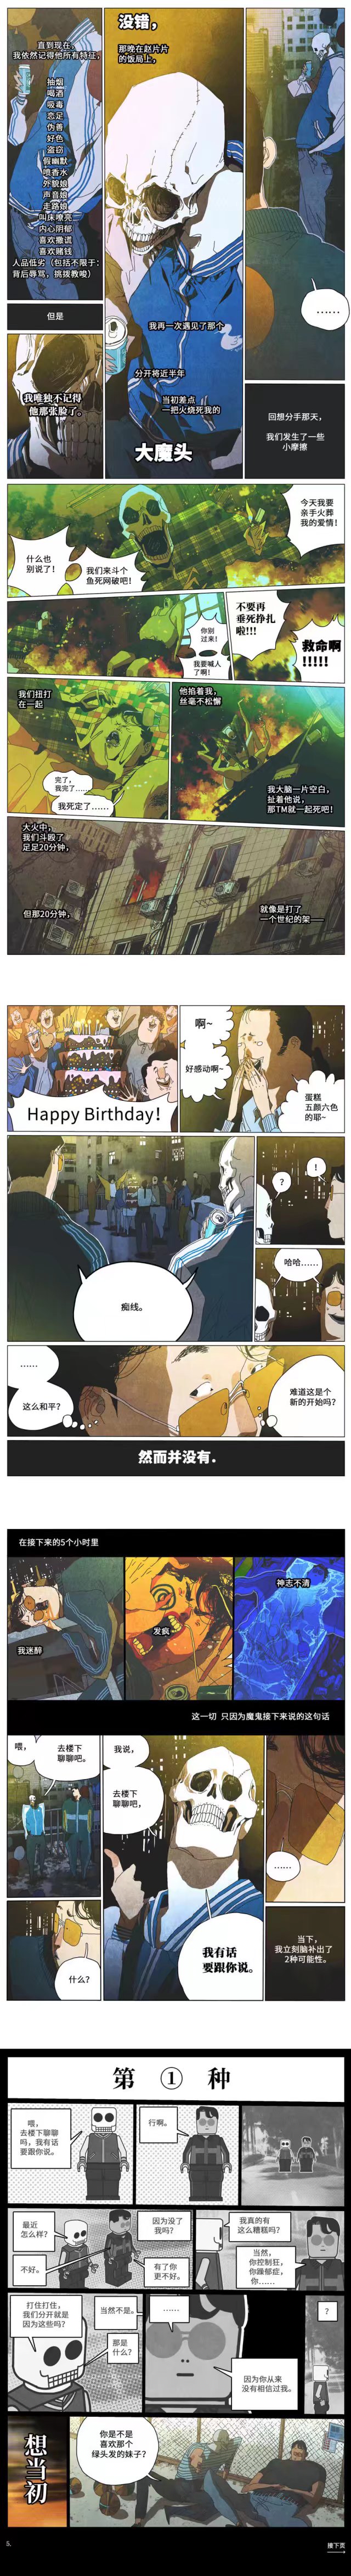 直到现在，
我依然记得他所有特征，
抽烟
喝酒
吸毒
恋足
伪善
好色
盗窃
假幽默
喷香水
外貌娘
声音娘
走路娘
叫床嘹亮
内心阴郁
喜欢撒谎
喜欢赌钱
人品低劣（包括不限于：
背后辱骂，挑拨教唆）
但是
我唯独不记得
他那张脸了。
没错，
那晚在赵片片
的饭局上，
我再一次遇见了那个
分开将近半年
当初差点
一把火烧死我的
大魔头
……
回想分手那天，
我们发生了一些
小摩擦
什么也
别说了！
我们来斗个
鱼死网破吧！
今天我要
亲手火葬
我的爱情！
你别
过来！
我要喊人
了啊！
不要再
垂死挣扎
啦!!!
救命啊
!!!!!
我们扭打
在一起
完了，
我完了……
我死定了……
他掐着我，
丝毫不松懈
我大脑一片空白，
扯着他说，
那TM就一起死吧！
大火中，
我们斗殴了
足足20分钟，
但那20分钟，
就像是打了
一个世纪的架——
Happy Birthday!
啊~
好感动啊~
蛋糕
五颜六色
的耶~
痴线。
?
!
哈哈……
……
这么和平？
难道这是个
新的开始吗？
然而并没有.
在接下来的5个小时里
我迷醉
发疯
神志不清
这一切 只因为魔鬼接下来说的这句话
喂，
去楼下
聊聊吧。
什么？
我说，
去楼下
聊聊吧，
我有话
要跟你说。
……
当下，
我立刻脑补出了
2种可能性。
第 ① 种
喂，
去楼下聊聊
吗，我有话
要跟你说。
行啊。
最近
怎么样？
不好。
因为没了
我吗？
有了你
更不好。
我真的有
这么糟糕吗？
当然，
你控制狂，
你躁郁症，
你……
打住打住，
我们分开就是
因为这些吗？
当然不是。
那是
什么？
……
因为你从来
没有相信过我。
？
想当初
你是不是
喜欢那个
绿头发的妹子？
5.
接下页